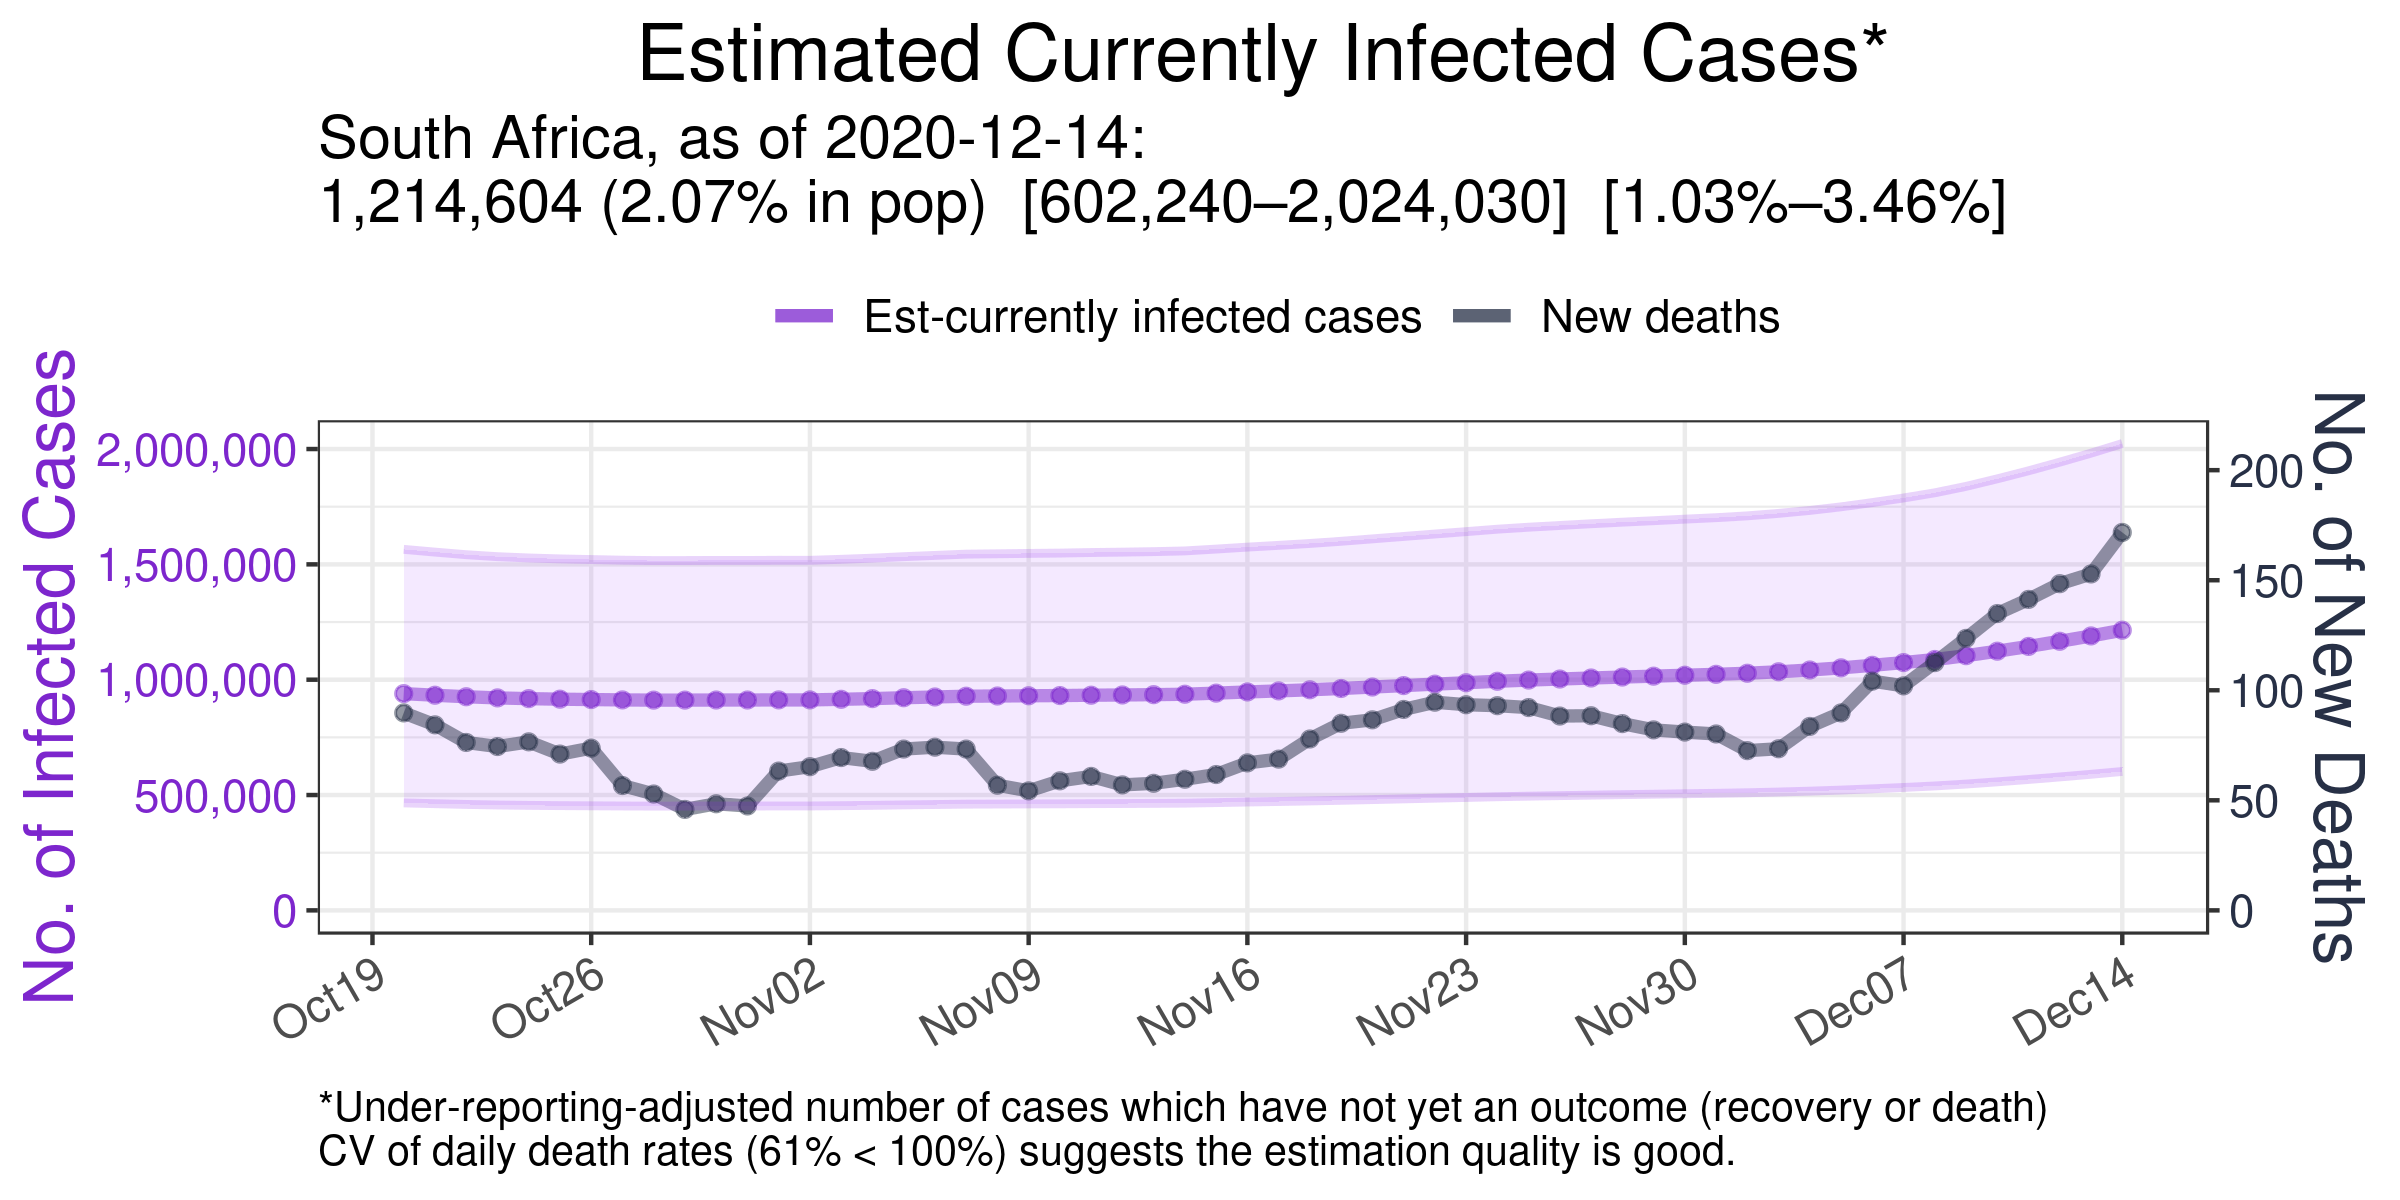 Estimated Currently Infected Cases*
South Africa, as of 2020-12-14:
1,214,604 (2.07% in pop)  [602,240–2,024,030]  [1.03%–3.46%]
Est-currently infected cases
New deaths
No. of Infected Cases
2,000,000
1,500,000
1,000,000
500,000
0
200
150
100
50
0
No. of New Deaths
Oct19
Oct26
Nov02
Nov09
Nov16
Nov23
Nov30
Dec07
Dec14
*Under-reporting-adjusted number of cases which have not yet an outcome (recovery or death)
CV of daily death rates (61% < 100%) suggests the estimation quality is good.